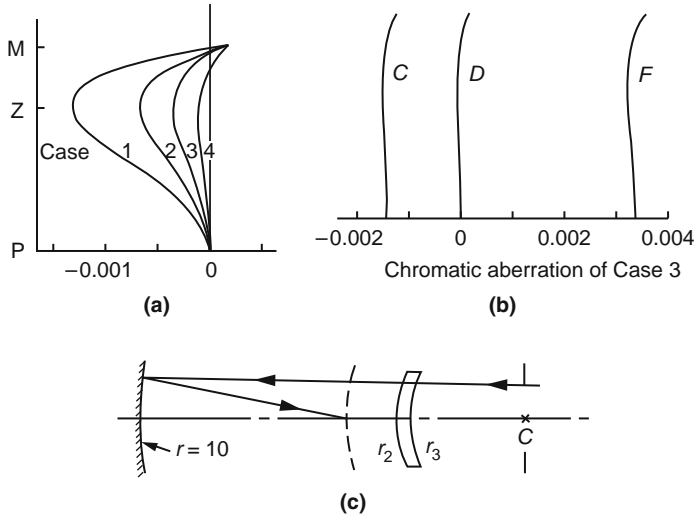 M
Z
Case 1 2 3 4
P
−0.001 0
(a)
C D F
−0.002 0 0.002 0.004
Chromatic aberration of Case 3
(b)
r = 10
r2 r3
C
(c)